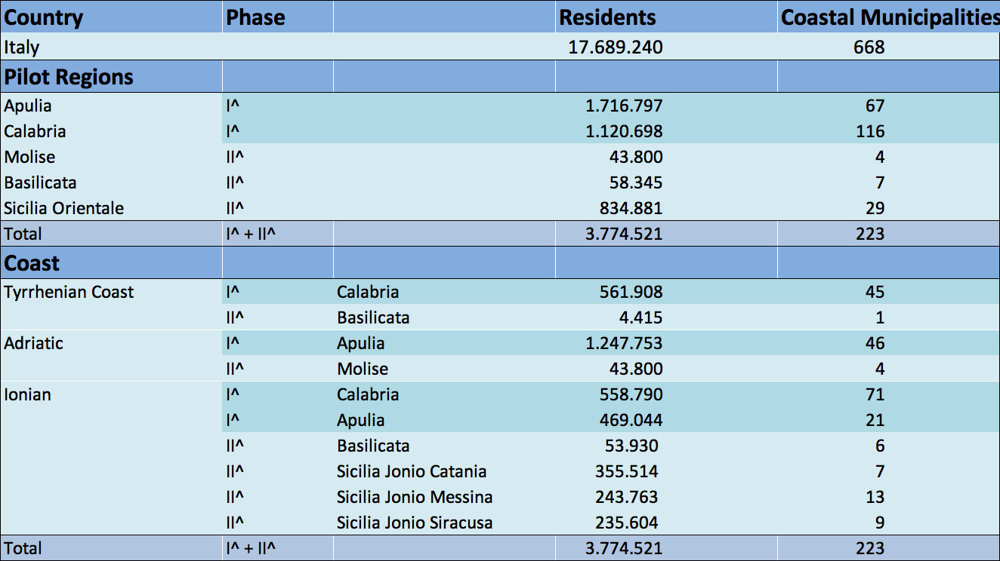 Country Phase Residents Coastal Municipalities
Italy 17.689.240 668
Pilot Regions
Apulia I^ 1.716.797 67
Calabria I^ 1.120.698 116
Molise II^ 43.800 4
Basilicata II^ 58.345 7
Sicilia Orientale II^ 834.881 29
Total I^ + II^ 3.774.521 223
Coast
Tyrrhenian Coast I^ Calabria 561.908 45
II^ Basilicata 4.415 1
Adriatic I^ Apulia 1.247.753 46
II^ Molise 43.800 4
Ionian I^ Calabria 558.790 71
I^ Apulia 469.044 21
II^ Basilicata 53.930 6
II^ Sicilia Jonio Catania 355.514 7
II^ Sicilia Jonio Messina 243.763 13
II^ Sicilia Jonio Siracusa 235.604 9
Total I^ + II^ 3.774.521 223